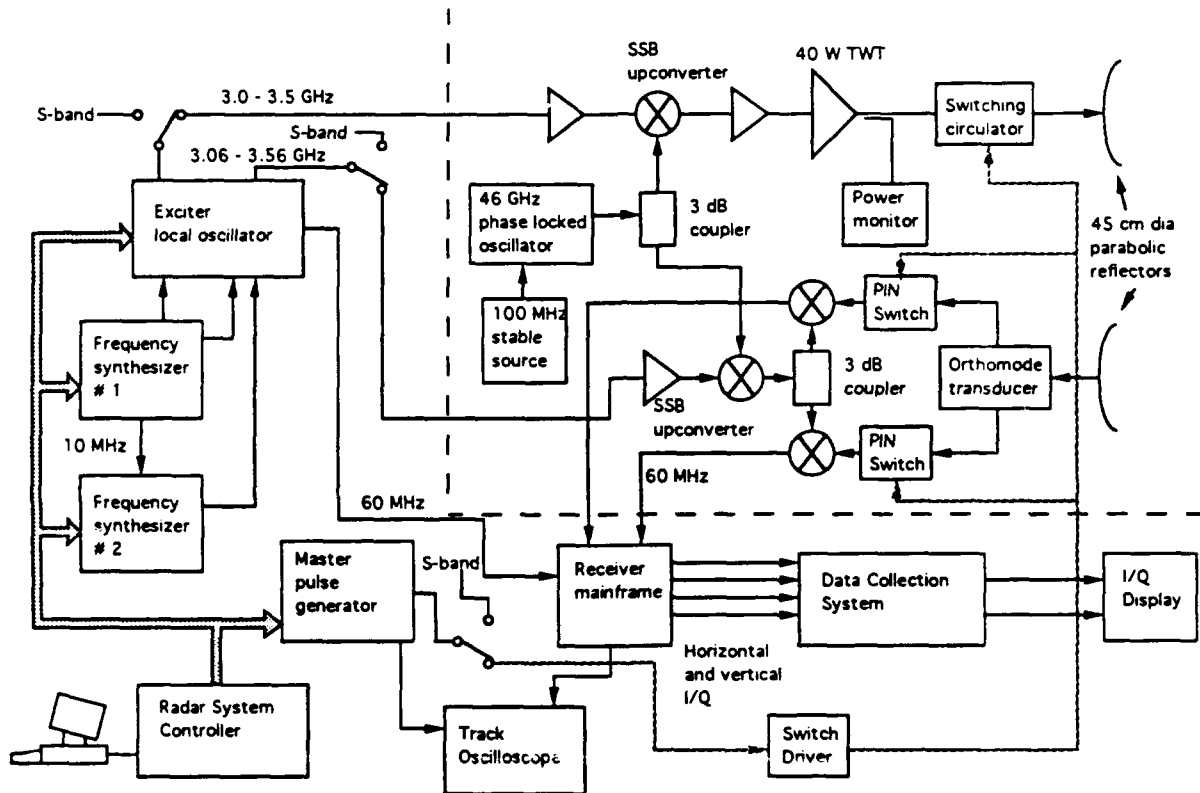 SSB
upconverter
40 W TWT
S-band
3.0 - 3.5 GHz
S-band
3.06 - 3.56 GHz
Switching
circulator
Exciter
local oscillator
46 GHz
phase locked
oscillator
3 dB
coupler
Power
monitor
45 cm dia
parabolic
reflectors
100 MHz
stable
source
PIN
Switch
Frequency
synthesizer
# 1
3 dB
coupler
Orthomode
transducer
SSB
upconverter
10 MHz
PIN
Switch
60 MHz
Frequency
synthesizer
# 2
60 MHz
Master
pulse
generator
S-band
Receiver
mainframe
Data Collection
System
I/Q
Display
Horizontal
and vertical
I/Q
Radar System
Controller
Track
Oscilloscope
Switch
Driver